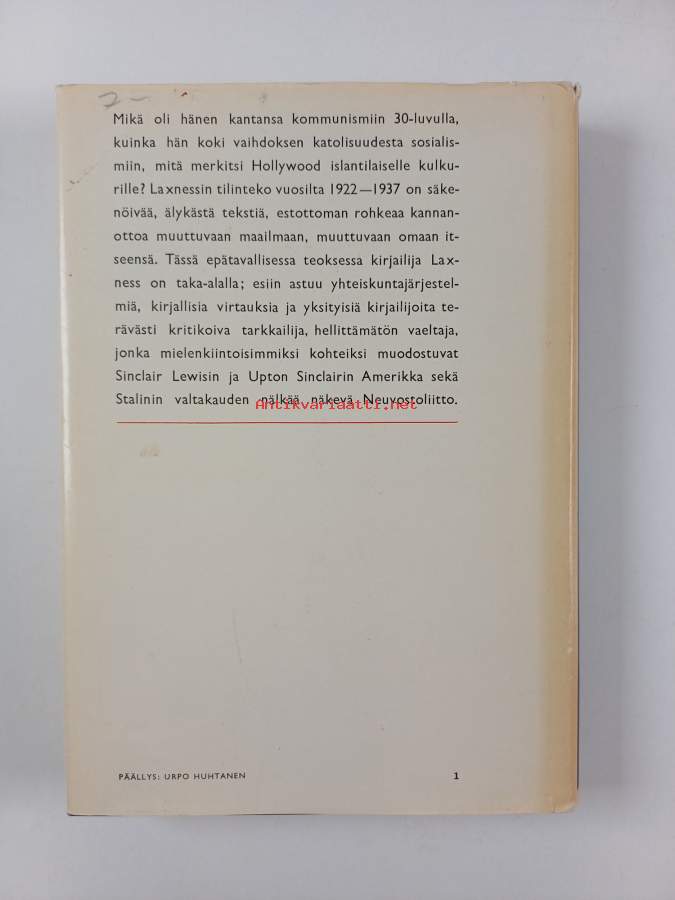 7–
Mikä oli hänen kantansa kommunismiin 30-luvulla,
kuinka hän koki vaihdoksen katolisuudesta sosialis-
miin, mitä merkitsi Hollywood islantilaiselle kulku-
rille? Laxnessin tilinteko vuosilta 1922—1937 on säke-
nöivää, älykästä tekstiä, estottoman rohkeaa kannan-
ottoa muuttuvaan maailmaan, muuttuvaan omaan it-
seensä. Tässä epätavallisessa teoksessa kirjailija Lax-
ness on taka-alalla; esiin astuu yhteiskuntajärjestel-
miä, kirjallisia virtauksia ja yksityisiä kirjailijoita te-
rävästi kritikoiva tarkkailija, hellittämätön vaeltaja,
jonka mielenkiintoisimmiksi kohteiksi muodostuvat
Sinclair Lewisin ja Upton Sinclairin Amerikka sekä
Stalinin valtakauden nälkää näkevä Neuvostoliitto.
Antikvariaatti.net
PÄÄLLYS: URPO HUHTANEN 1